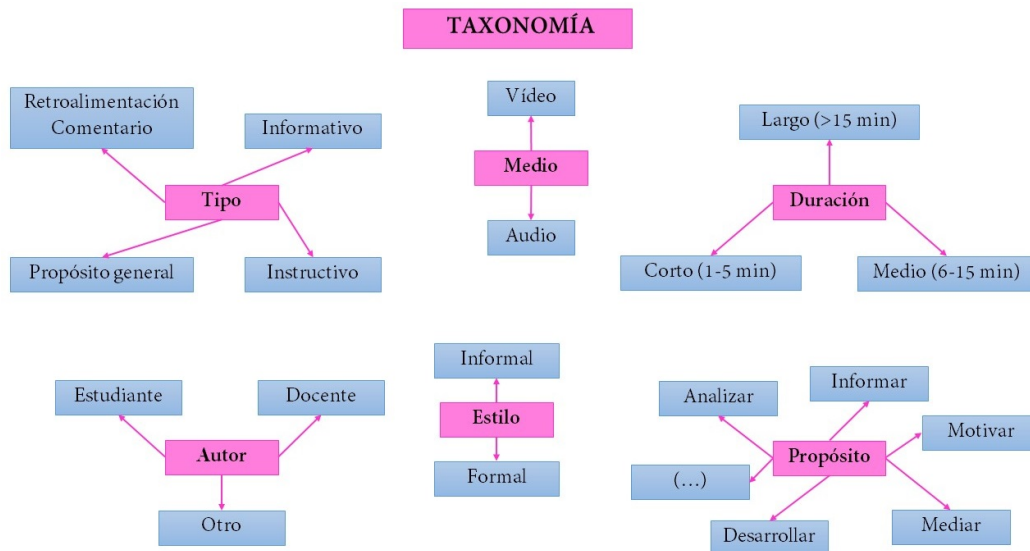 TAXONOMÍA
Retroalimentación
Comentario
Informativo
Tipo
Propósito general
Instructivo
Vídeo
Medio
Audio
Largo (>15 min)
Duración
Corto (1-5 min)
Medio (6-15 min)
Estudiante
Docente
Autor
Otro
Informal
Estilo
Formal
Analizar
Informar
Motivar
Propósito
(...)
Desarrollar
Mediar